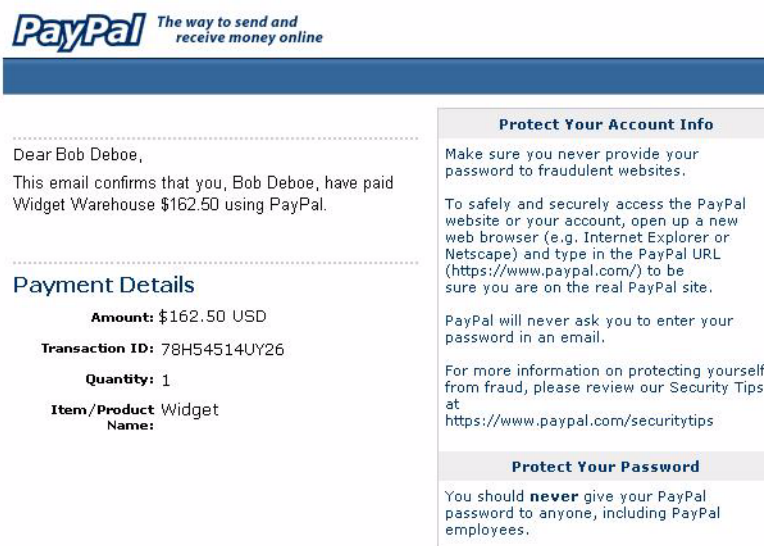 PayPal The way to send and
receive money online
Dear Bob Deboe,
This email confirms that you, Bob Deboe, have paid
Widget Warehouse $162.50 using PayPal.
Payment Details
Amount: $162.50 USD
Transaction ID: 78H54514UY26
Quantity: 1
Item/Product Widget
Name:
Protect Your Account Info
Make sure you never provide your
password to fraudulent websites.
To safely and securely access the PayPal
website or your account, open up a new
web browser (e.g. Internet Explorer or
Netscape) and type in the PayPal URL
(https://www.paypal.com/) to be
sure you are on the real PayPal site.
PayPal will never ask you to enter your
password in an email.
For more information on protecting yourself
from fraud, please review our Security Tips
at
https://www.paypal.com/securitytips
Protect Your Password
You should never give your PayPal
password to anyone, including PayPal
employees.